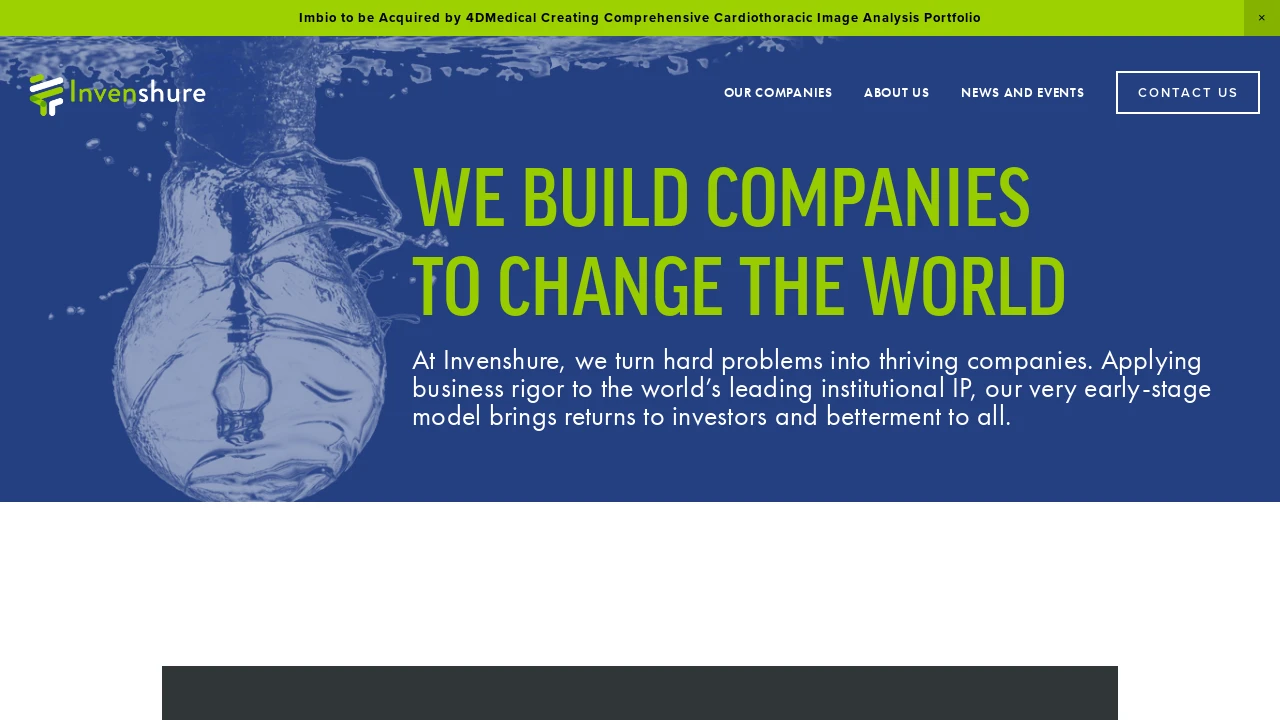 Imbio to be Acquired by 4DMedical Creating Comprehensive Cardiothoracic Image Analysis Portfolio
×
Invenshure
OUR COMPANIES
ABOUT US
NEWS AND EVENTS
CONTACT US
WE BUILD COMPANIES
TO CHANGE THE WORLD
At Invenshure, we turn hard problems into thriving companies. Applying
business rigor to the world’s leading institutional IP, our very early-stage
model brings returns to investors and betterment to all.